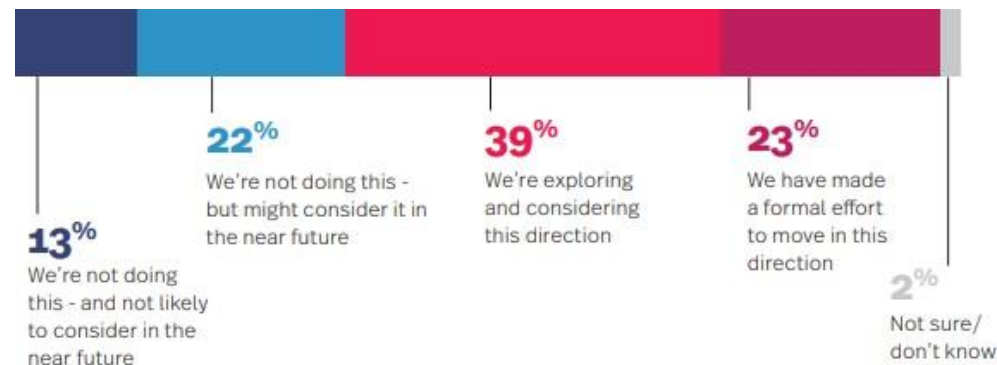 13%
We're not doing
this - and not likely
to consider in the
near future
22%
We're not doing this -
but might consider it in
the near future
39%
We're exploring
and considering
this direction
23%
We have made
a formal effort
to move in this
direction
2%
Not sure/
don't know